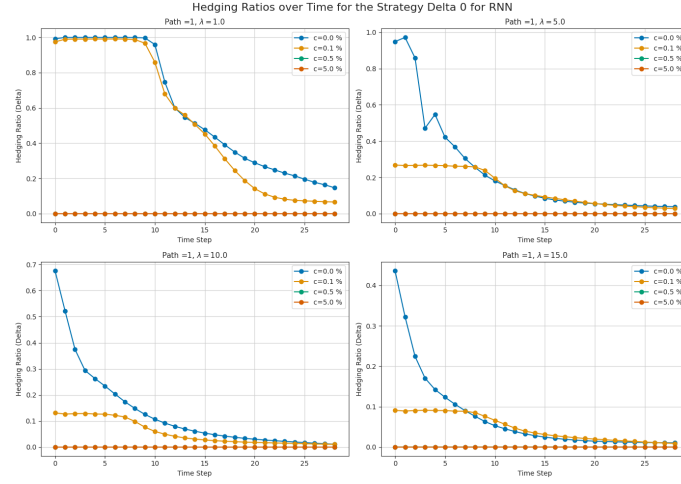 Hedging Ratios over Time for the Strategy Delta 0 for RNN
Path =1, λ = 1.0
1.0
0.8
0.6
0.4
0.2
0.0
Hedging Ratio (Delta)
c=0.0 %
c=0.1 %
c=0.5 %
c=5.0 %
0 5 10 15 20 25
Time Step
Path =1, λ = 5.0
1.0
0.8
0.6
0.4
0.2
0.0
Hedging Ratio (Delta)
c=0.0 %
c=0.1 %
c=0.5 %
c=5.0 %
0 5 10 15 20 25
Time Step
Path =1, λ = 10.0
0.7
0.6
0.5
0.4
0.3
0.2
0.1
0.0
Hedging Ratio (Delta)
c=0.0 %
c=0.1 %
c=0.5 %
c=5.0 %
0 5 10 15 20 25
Time Step
Path =1, λ = 15.0
0.4
0.3
0.2
0.1
0.0
Hedging Ratio (Delta)
c=0.0 %
c=0.1 %
c=0.5 %
c=5.0 %
0 5 10 15 20 25
Time Step